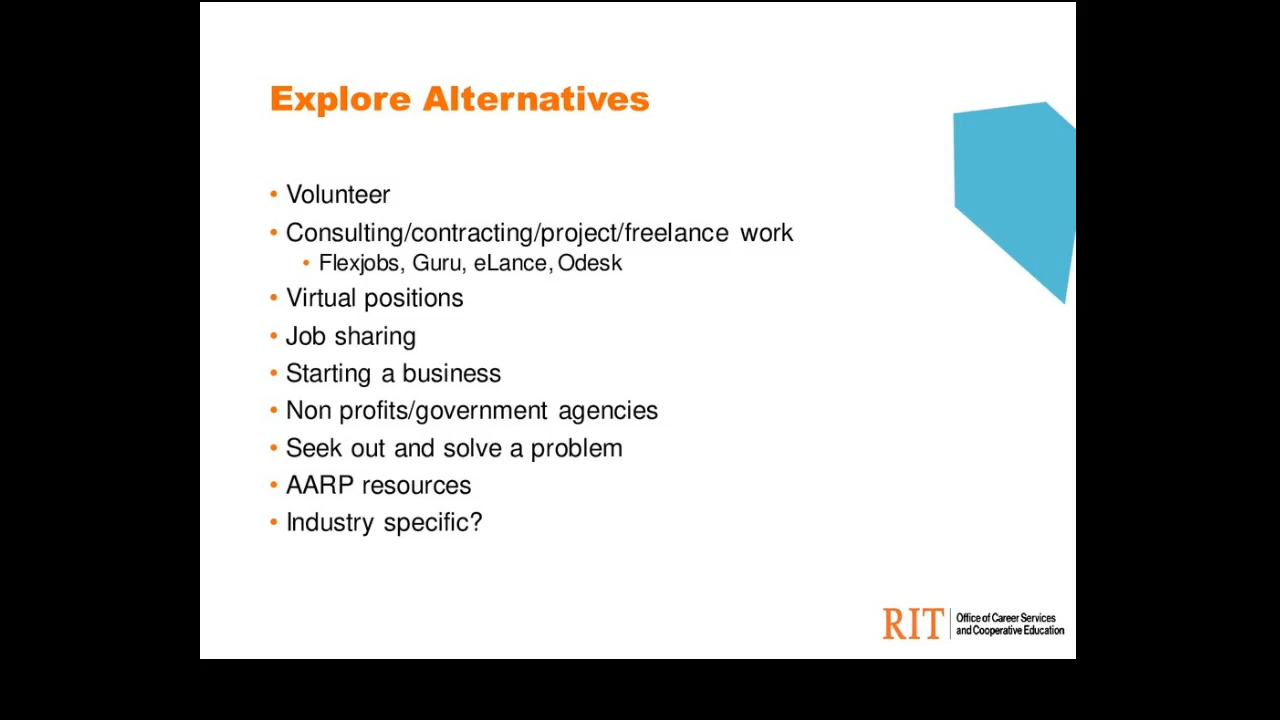 Explore Alternatives
• Volunteer
• Consulting/contracting/project/freelance work
• Flexjobs, Guru, eLance, Odesk
• Virtual positions
• Job sharing
• Starting a business
• Non profits/government agencies
• Seek out and solve a problem
• AARP resources
• Industry specific?
RIT
Office of Career Services
and Cooperative Education